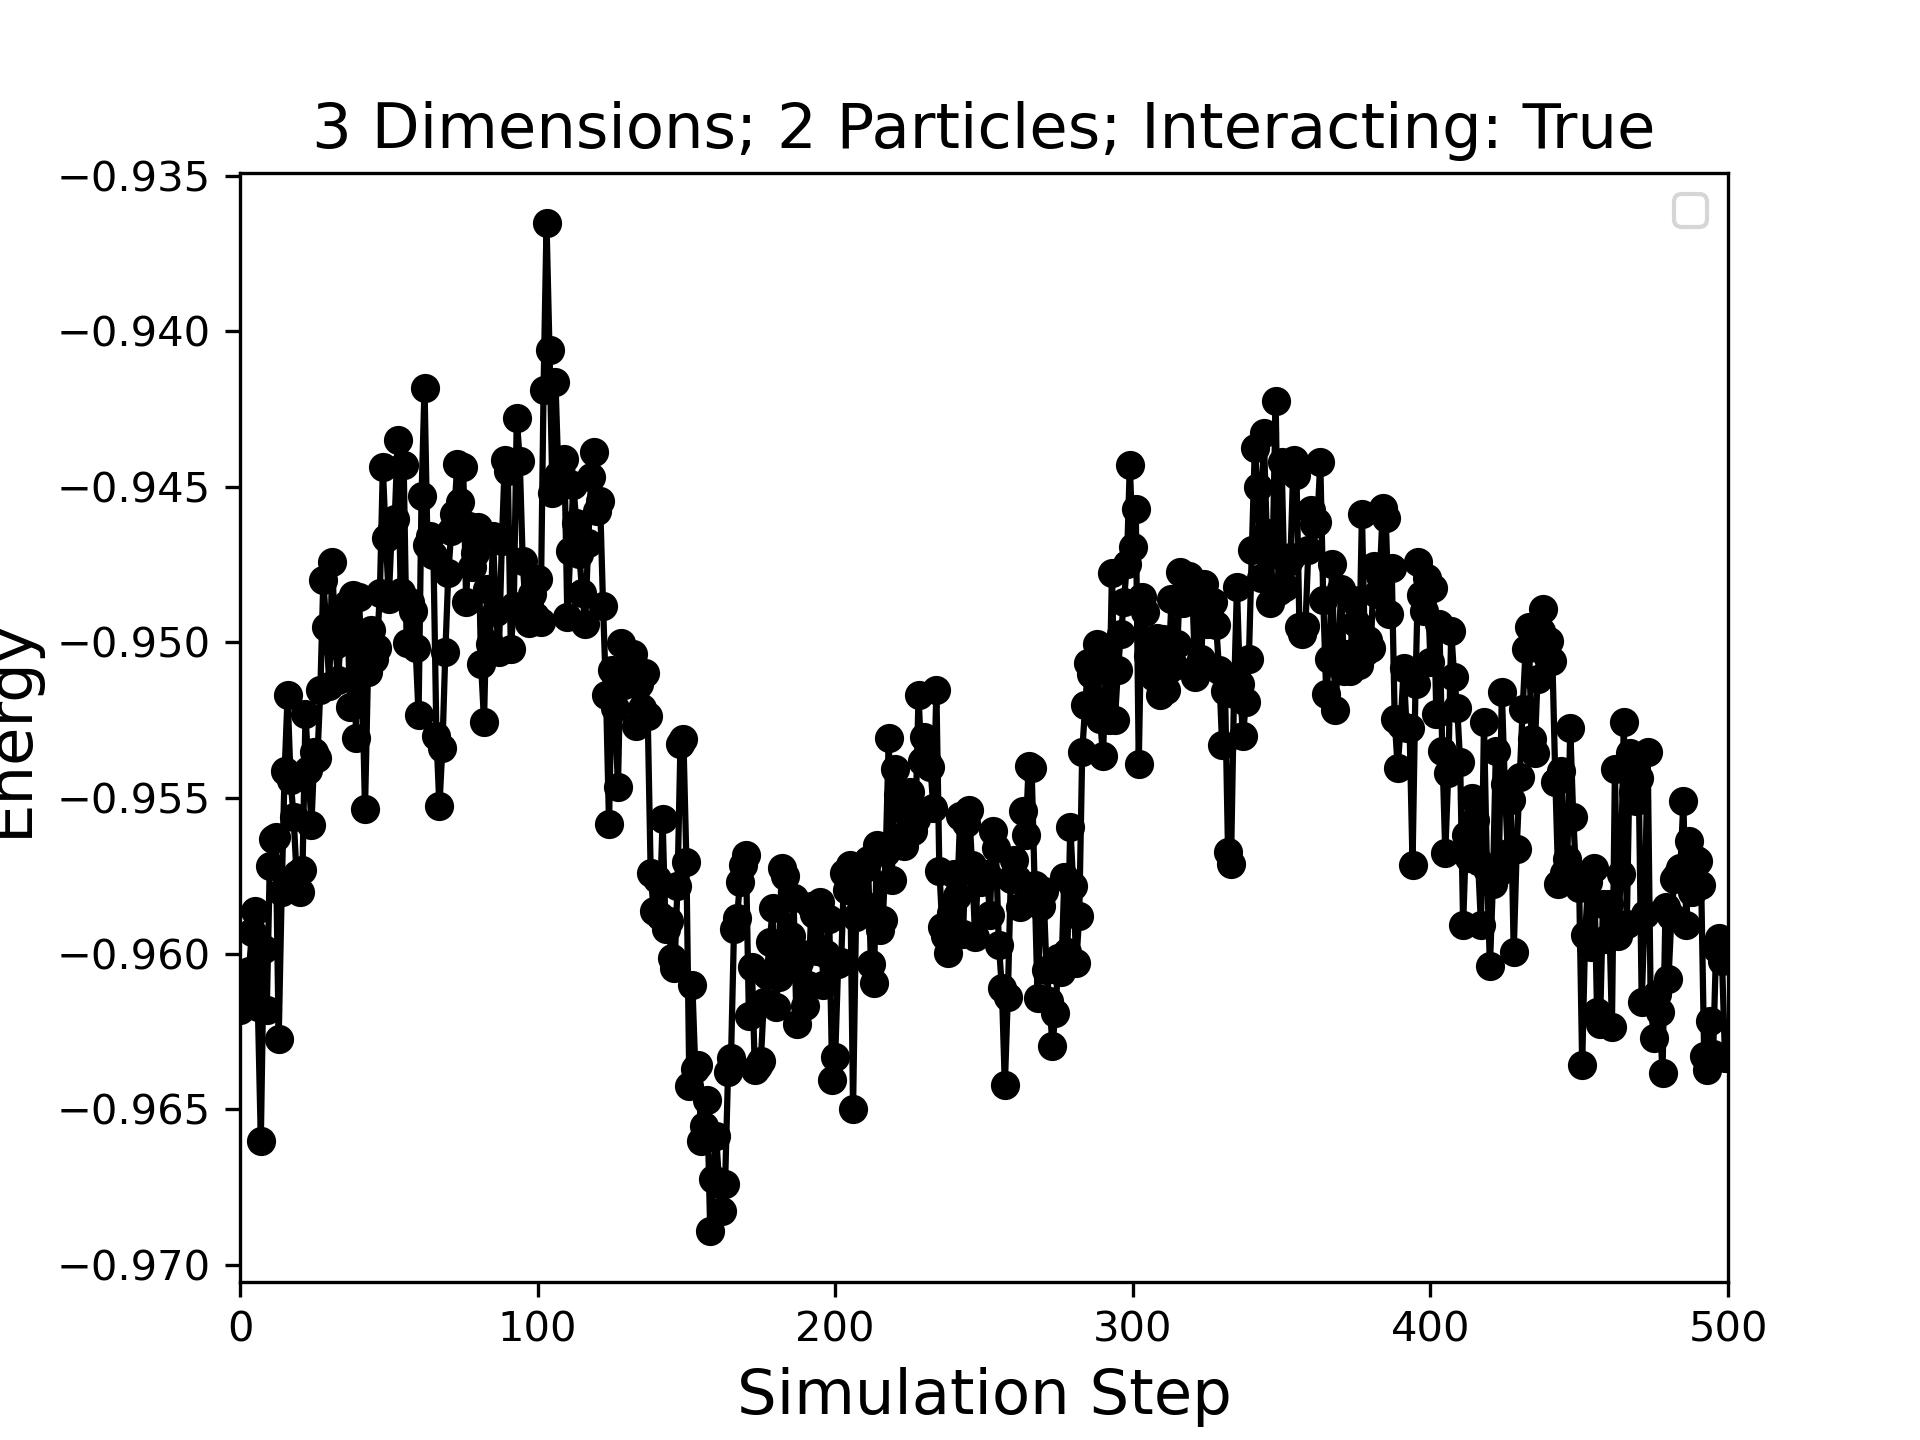 3 Dimensions; 2 Particles; Interacting: True
−0.935
−0.940
−0.945
−0.950
−0.955
−0.960
−0.965
−0.970
Energy
0 100 200 300 400 500
Simulation Step